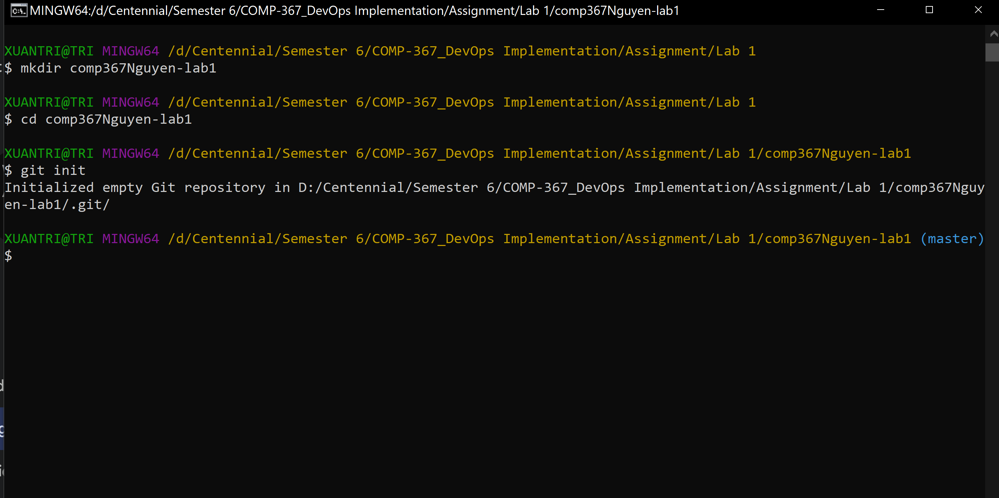 MINGW64:/d/Centennial/Semester 6/COMP-367_DevOps Implementation/Assignment/Lab 1/comp367Nguyen-lab1
XUANTRI@TRI MINGW64 /d/Centennial/Semester 6/COMP-367_DevOps Implementation/Assignment/Lab 1
$ mkdir comp367Nguyen-lab1
XUANTRI@TRI MINGW64 /d/Centennial/Semester 6/COMP-367_DevOps Implementation/Assignment/Lab 1
$ cd comp367Nguyen-lab1
XUANTRI@TRI MINGW64 /d/Centennial/Semester 6/COMP-367_DevOps Implementation/Assignment/Lab 1/comp367Nguyen-lab1
$ git init
Initialized empty Git repository in D:/Centennial/Semester 6/COMP-367_DevOps Implementation/Assignment/Lab 1/comp367Nguy
en-lab1/.git/
XUANTRI@TRI MINGW64 /d/Centennial/Semester 6/COMP-367_DevOps Implementation/Assignment/Lab 1/comp367Nguyen-lab1 (master)
$